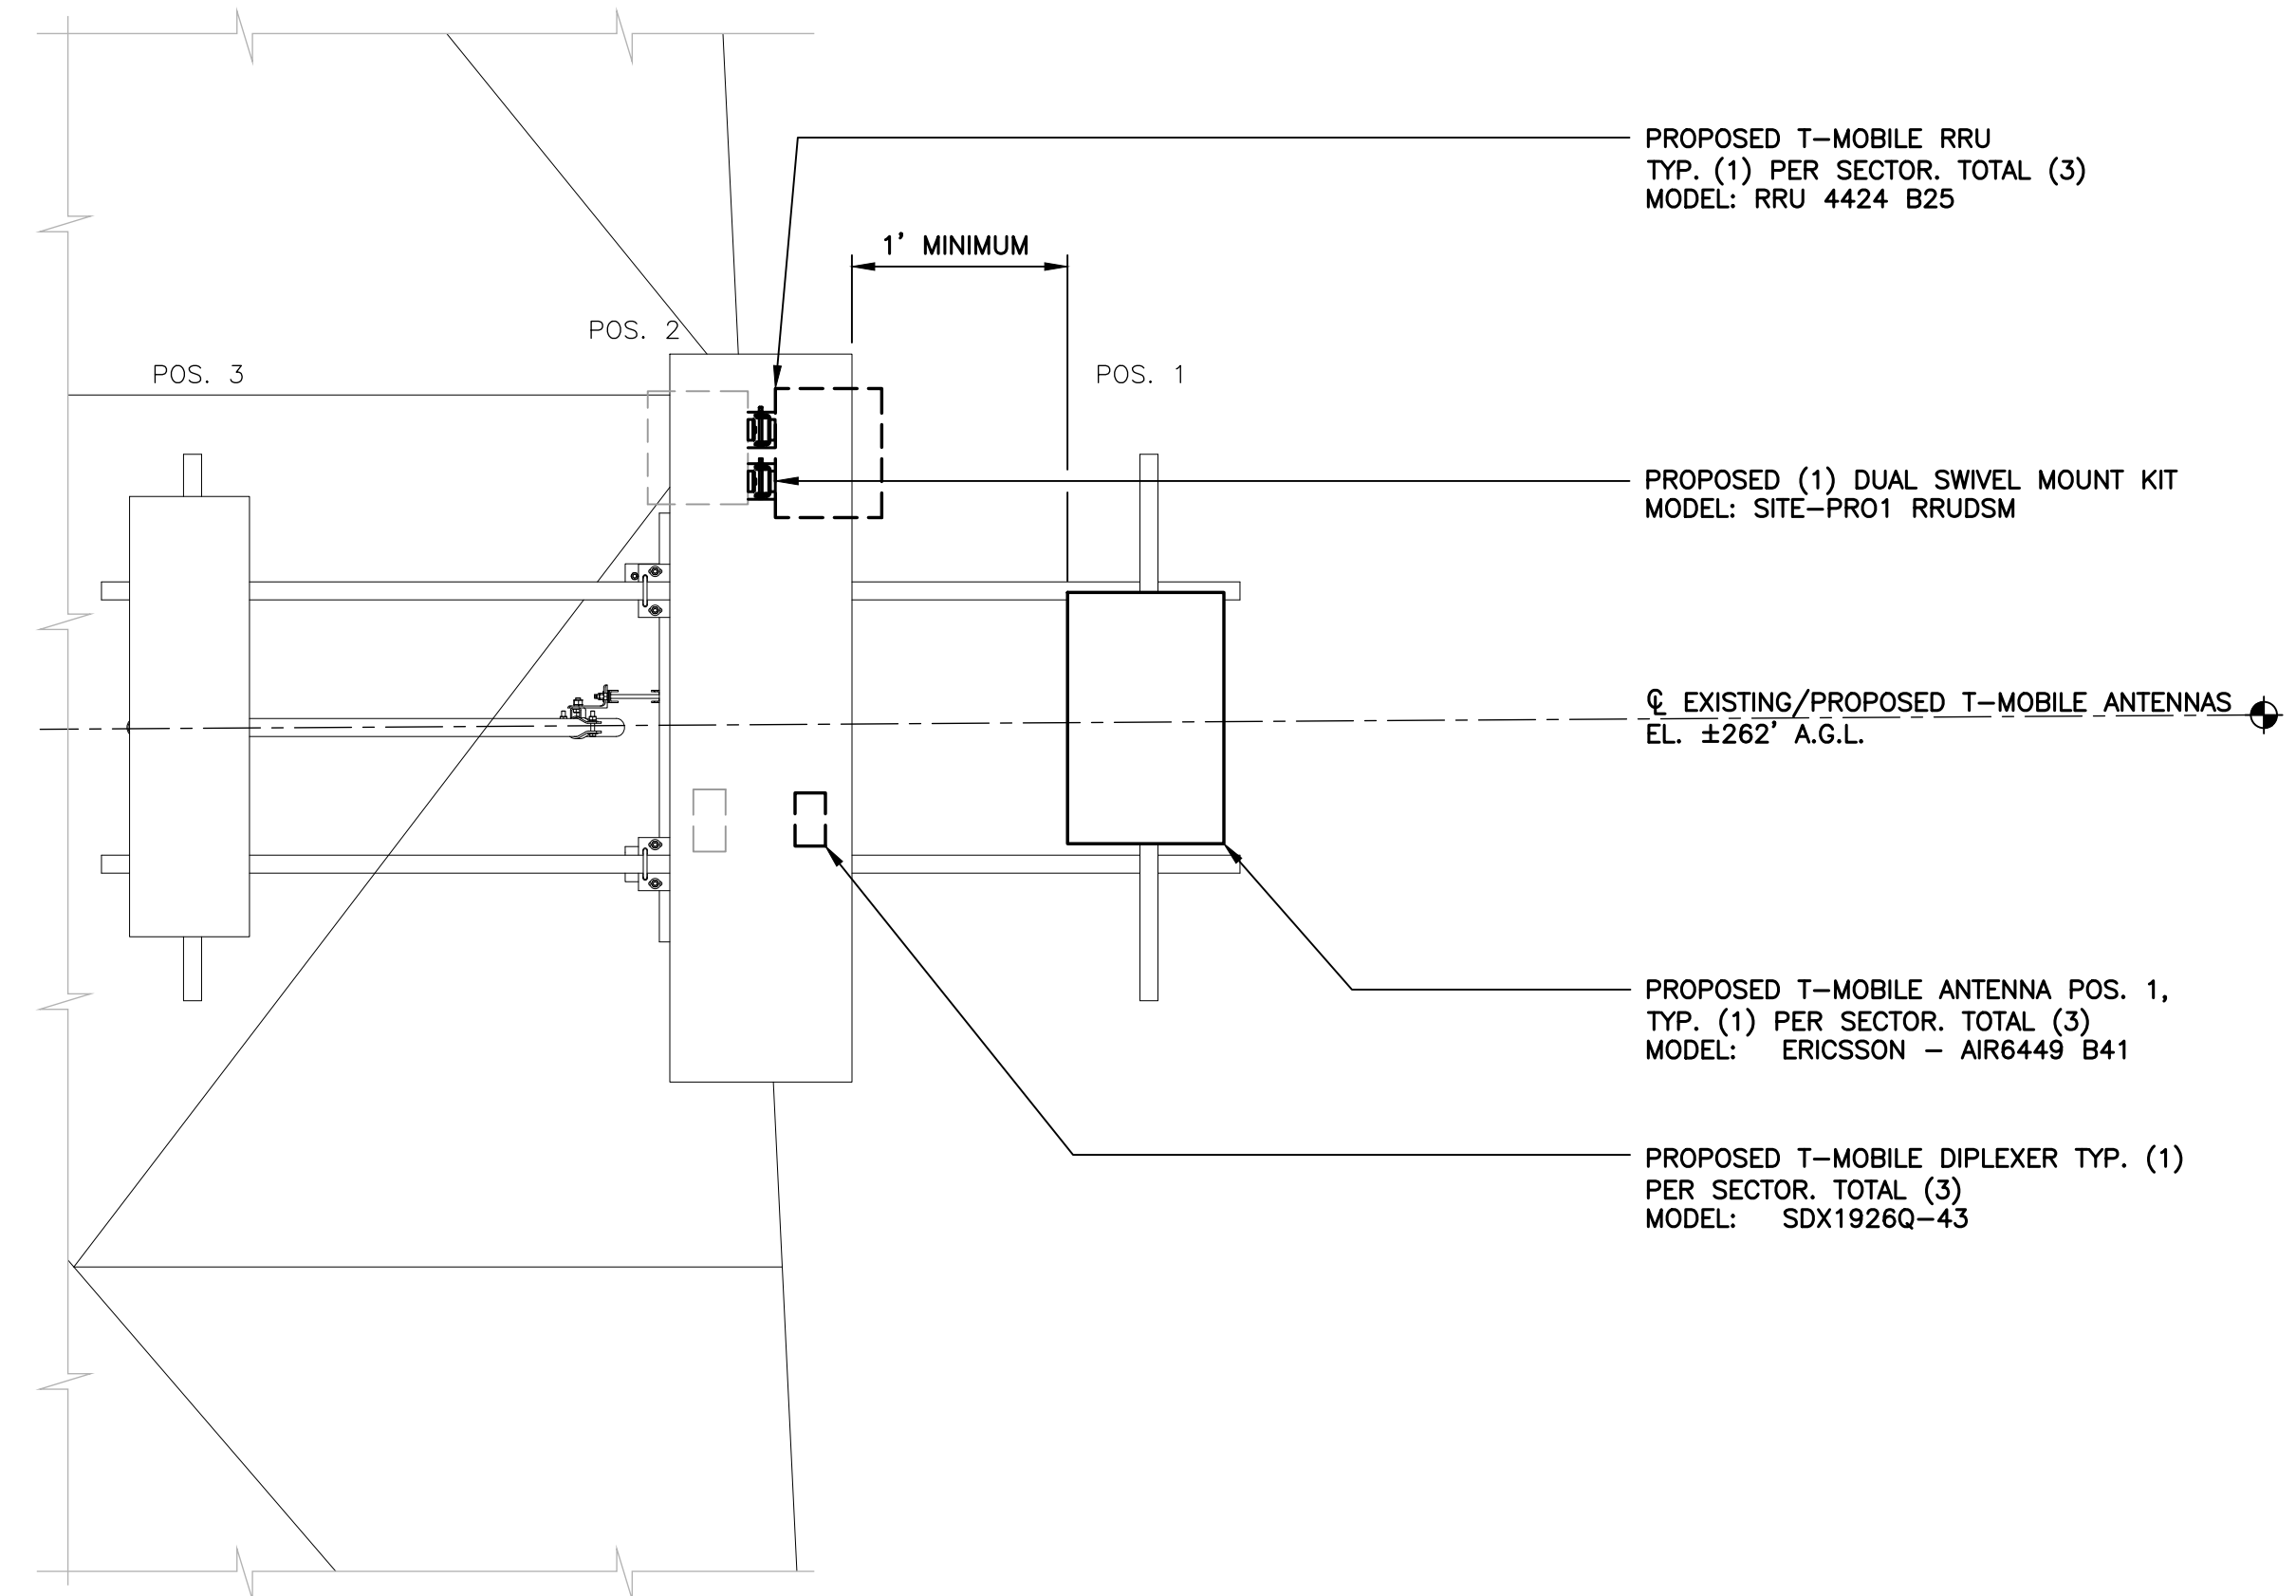 PROPOSED T-MOBILE RRU
TYP. (1) PER SECTOR. TOTAL (3)
MODEL: RRU 4424 B25
1' MINIMUM
POS. 2
POS. 3
POS. 1
PROPOSED (1) DUAL SWIVEL MOUNT KIT
MODEL: SITE-PRO1 RRUDSM
℄ EXISTING/PROPOSED T-MOBILE ANTENNAS
EL. ±262' A.G.L.
PROPOSED T-MOBILE ANTENNA POS. 1,
TYP. (1) PER SECTOR. TOTAL (3)
MODEL: ERICSSON - AIR6449 B41
PROPOSED T-MOBILE DIPLEXER TYP. (1)
PER SECTOR. TOTAL (3)
MODEL: SDX1926Q-43